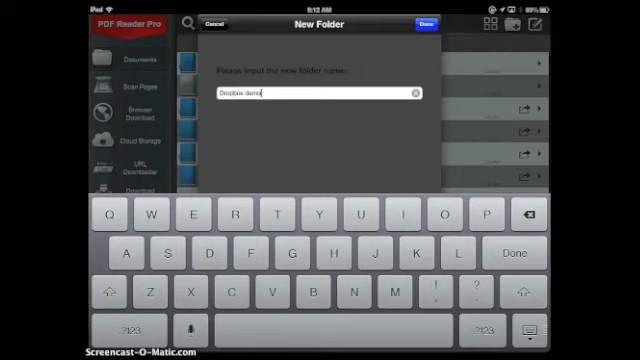 iPod 8:12 AM 69%
PDF Reader Pro Cancel New Folder Done
Documents
Please input the new folder name:
Scan Pages
Dropbox demo
Browser
Download
Cloud Storage
URL
Downloader
Download
Q W E R T Y U I O P
A S D F G H J K L Done
Z X C V B N M ! , ? .
.?123 .?123
Screencast-O-Matic.com